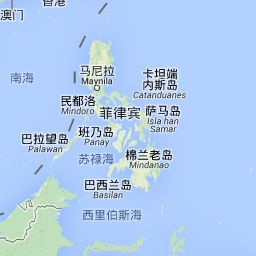 澳门
南海
马尼拉
Maynila
卡坦端
内斯岛
Catanduanes
民都洛
Mindoro
菲律宾
萨马岛
Isla han
Samar
班乃岛
Panay
巴拉望岛
Palawan
苏禄海
棉兰老岛
Mindanao
巴西兰岛
Basilan
西里伯斯海